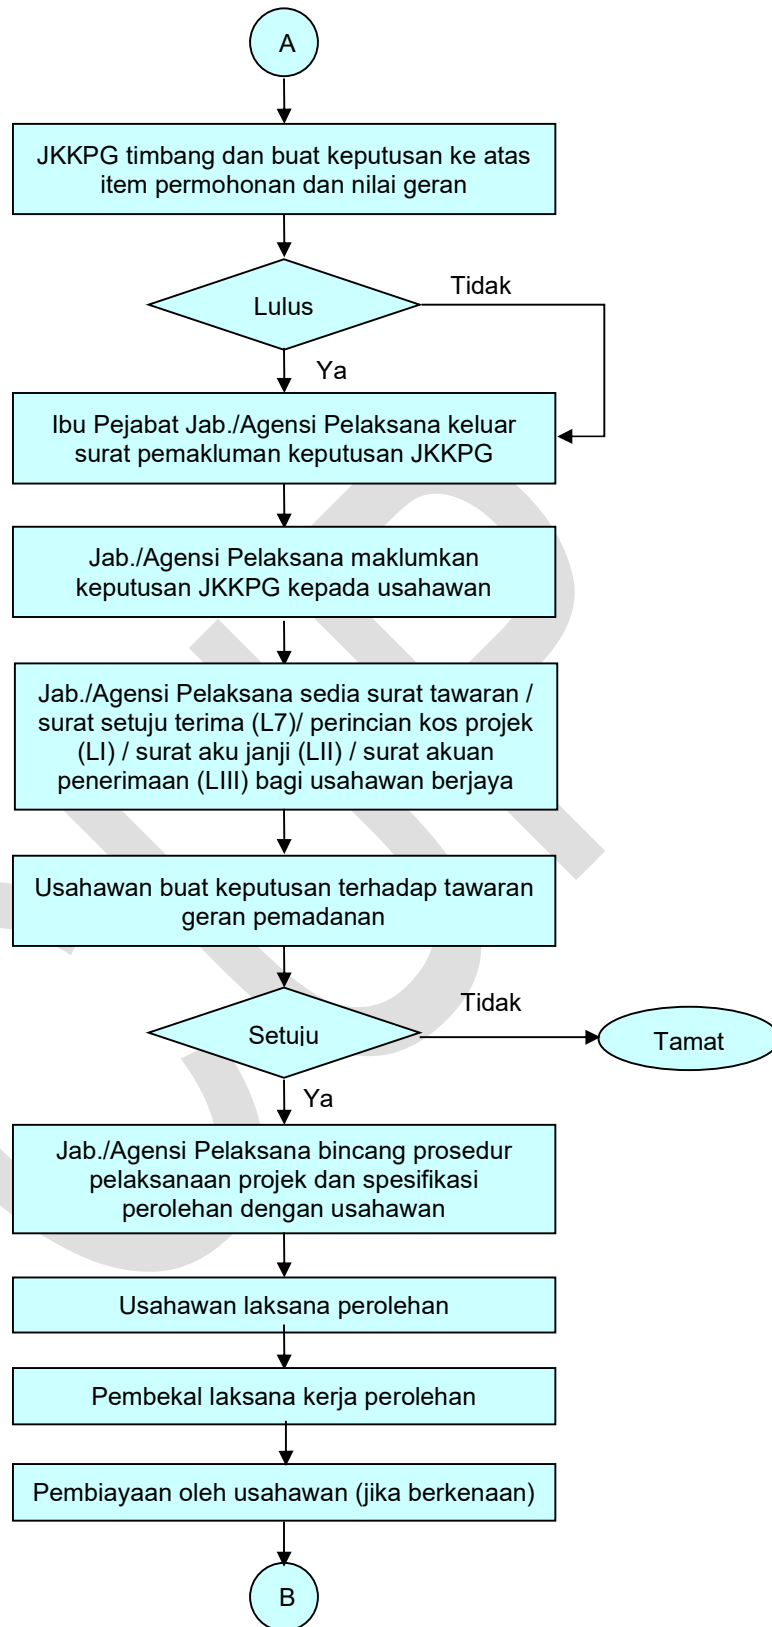 A
JKKPG timbang dan buat keputusan ke atas
item permohonan dan nilai geran
Lulus
Tidak
Ya
Ibu Pejabat Jab./Agensi Pelaksana keluar
surat pemakluman keputusan JKKPG
Jab./Agensi Pelaksana maklumkan
keputusan JKKPG kepada usahawan
Jab./Agensi Pelaksana sedia surat tawaran /
surat setuju terima (L7)/ perincian kos projek
(LI) / surat aku janji (LII) / surat akuan
penerimaan (LIII) bagi usahawan berjaya
Usahawan buat keputusan terhadap tawaran
geran pemadanan
Setuju
Tidak
Tamat
Ya
Jab./Agensi Pelaksana bincang prosedur
pelaksanaan projek dan spesifikasi
perolehan dengan usahawan
Usahawan laksana perolehan
Pembekal laksana kerja perolehan
Pembiayaan oleh usahawan (jika berkenaan)
B